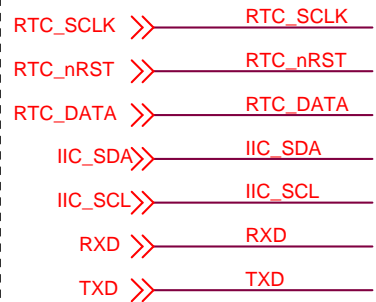 RTC_SCLK RTC_SCLK
RTC_nRST RTC_nRST
RTC_DATA RTC_DATA
IIC_SDA IIC_SDA
IIC_SCL IIC_SCL
RXD RXD
TXD TXD